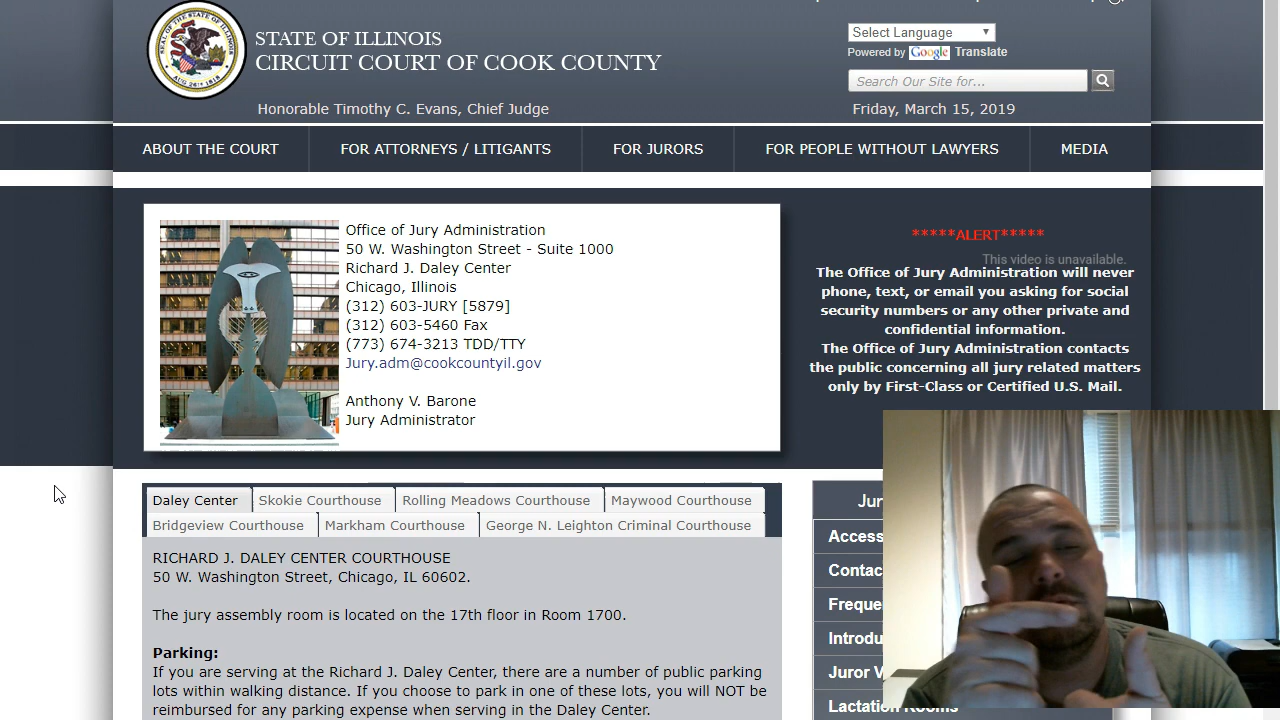 STATE OF ILLINOIS
CIRCUIT COURT OF COOK COUNTY
Honorable Timothy C. Evans, Chief Judge
Select Language
Powered by Google Translate
Search Our Site for...
Friday, March 15, 2019
ABOUT THE COURT
FOR ATTORNEYS / LITIGANTS
FOR JURORS
FOR PEOPLE WITHOUT LAWYERS
MEDIA
Office of Jury Administration
50 W. Washington Street - Suite 1000
Richard J. Daley Center
Chicago, Illinois
(312) 603-JURY [5879]
(312) 603-5460 Fax
(773) 674-3213 TDD/TTY
Jury.adm@cookcountyil.gov
Anthony V. Barone
Jury Administrator
*****ALERT*****
This video is unavailable.
The Office of Jury Administration will never
phone, text, or email you asking for social
security numbers or any other private and
confidential information.
The Office of Jury Administration contacts
the public concerning all jury related matters
only by First-Class or Certified U.S. Mail.
Daley Center
Skokie Courthouse
Rolling Meadows Courthouse
Maywood Courthouse
Bridgeview Courthouse
Markham Courthouse
George N. Leighton Criminal Courthouse
RICHARD J. DALEY CENTER COURTHOUSE
50 W. Washington Street, Chicago, IL 60602.
The jury assembly room is located on the 17th floor in Room 1700.
Parking:
If you are serving at the Richard J. Daley Center, there are a number of public parking
lots within walking distance. If you choose to park in one of these lots, you will NOT be
reimbursed for any parking expense when serving in the Daley Center.
Jur
Access
Contac
Freque
Introdu
Juror V
Lactation Rooms